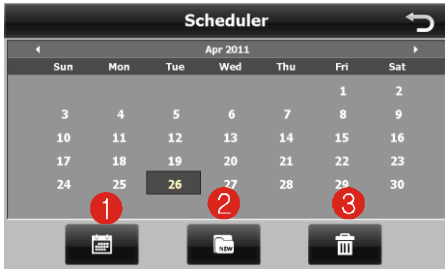 Scheduler
Apr 2011
Sun Mon Tue Wed Thu Fri Sat
1 2
3 4 5 6 7 8 9
10 11 12 13 14 15 16
17 18 19 20 21 22 23
24 25 26 27 28 29 30
1 2 3
NEW